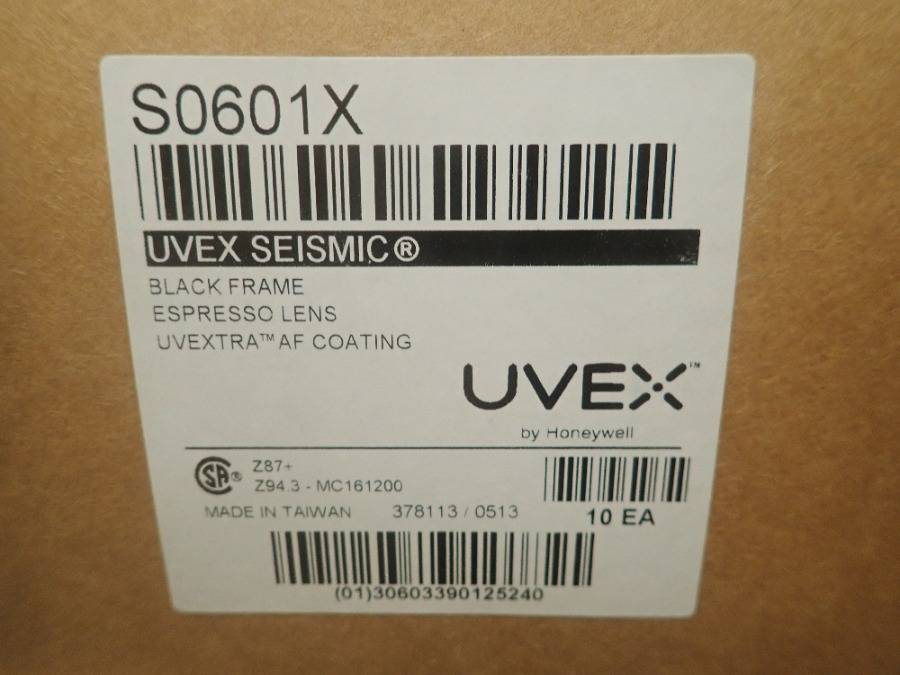 S0601X
UVEX SEISMIC®
BLACK FRAME
ESPRESSO LENS
UVEXTRA™ AF COATING
UVEX™
by Honeywell
SA® Z87+
Z94.3 - MC161200
MADE IN TAIWAN 378113 / 0513
10 EA
(01)30603390125240